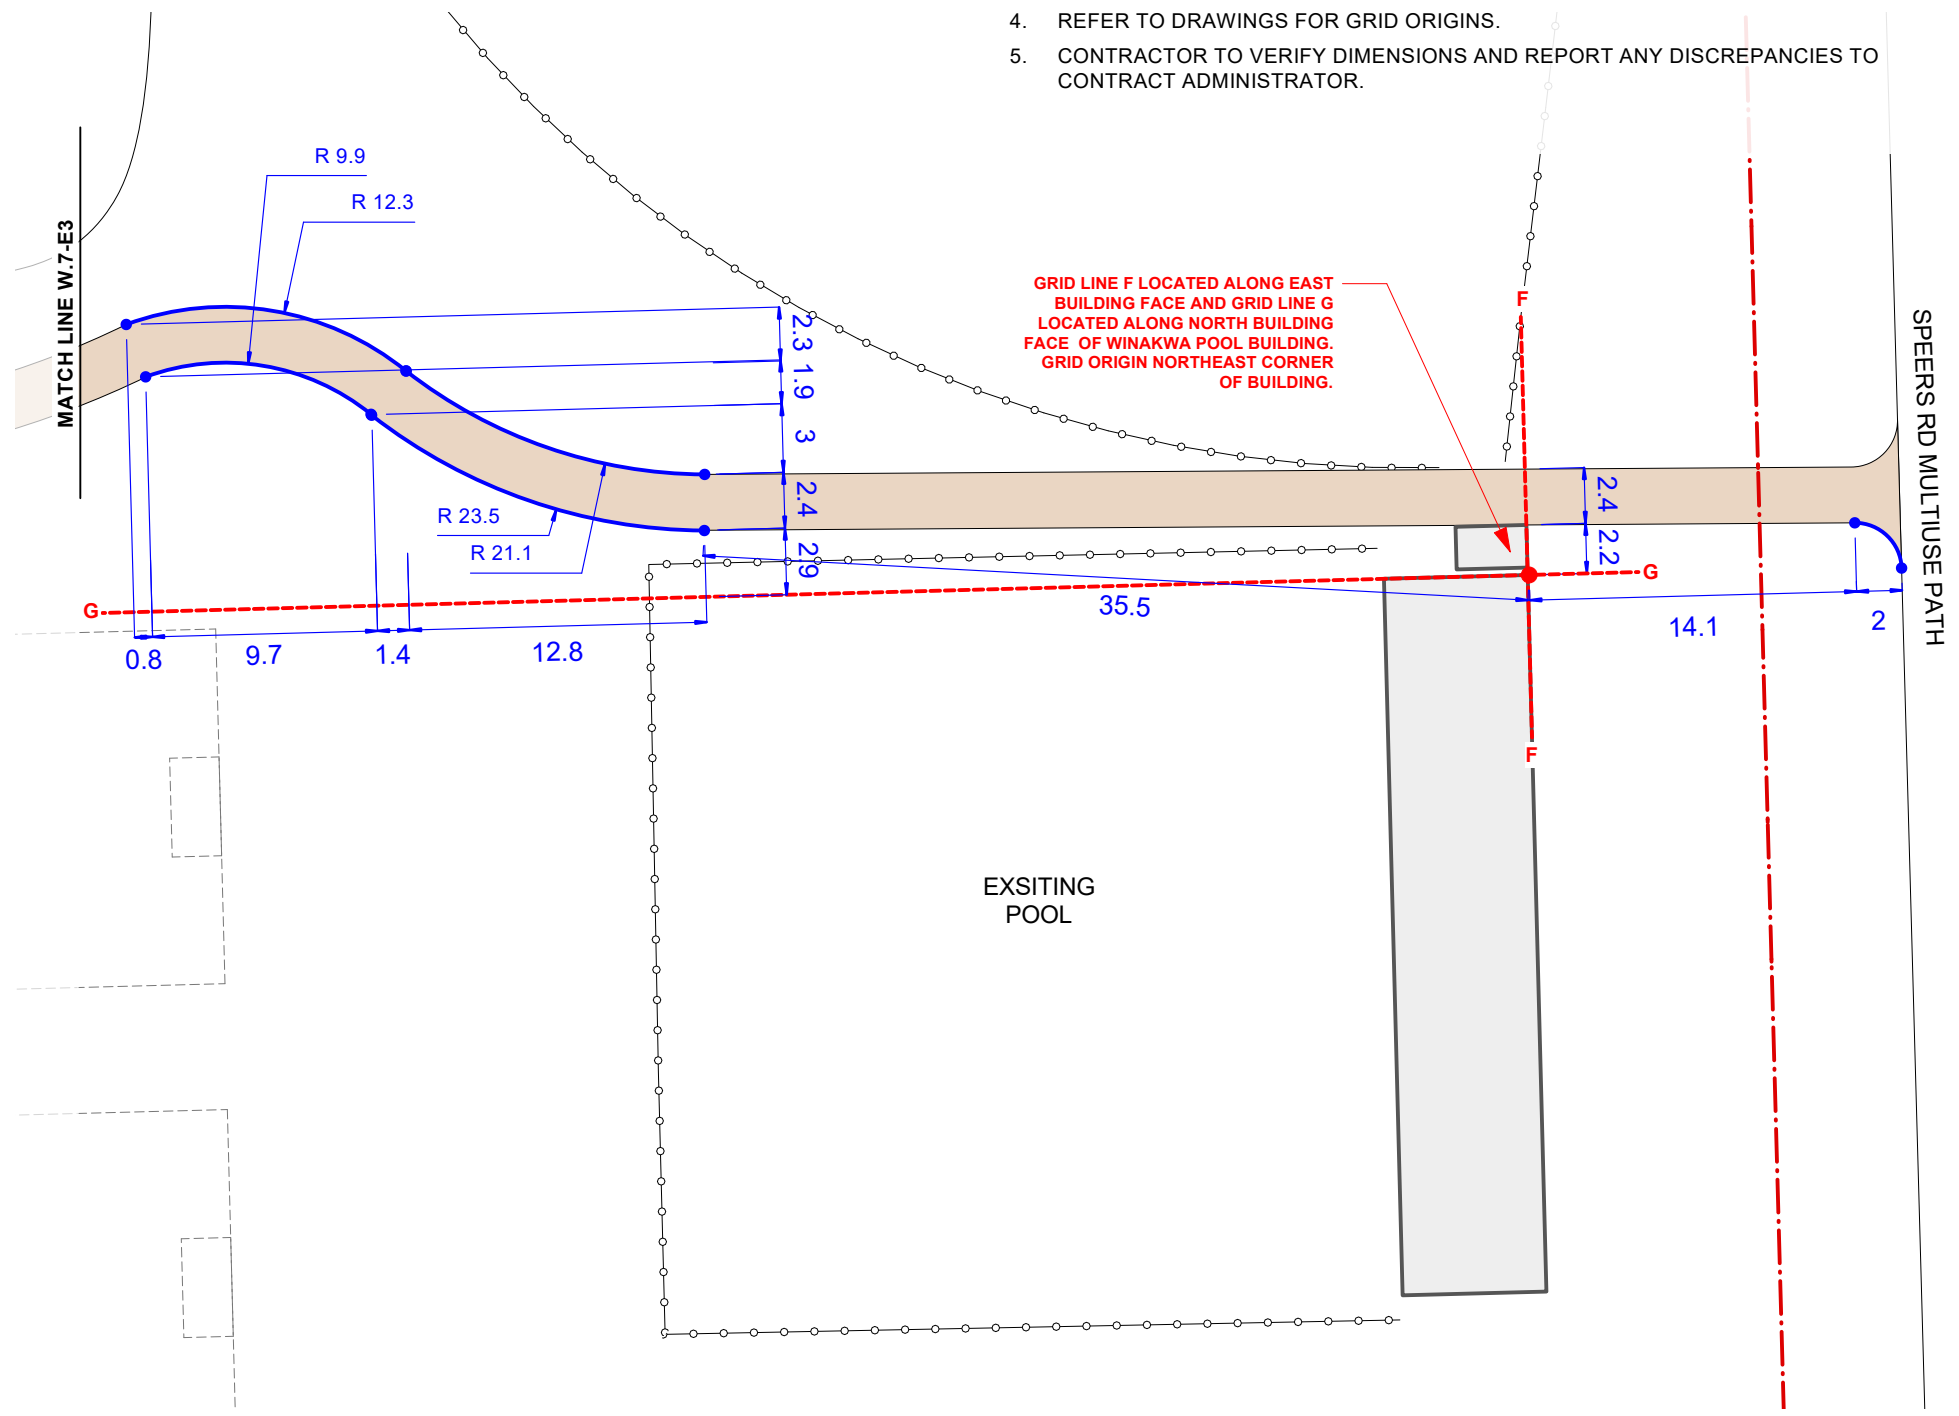 4. REFER TO DRAWINGS FOR GRID ORIGINS.
5. CONTRACTOR TO VERIFY DIMENSIONS AND REPORT ANY DISCREPANCIES TO
CONTRACT ADMINISTRATOR.
MATCH LINE W.7-E3
R 9.9
R 12.3
2.3
1.9
3
2.4
2.9
R 23.5
R 21.1
GRID LINE F LOCATED ALONG EAST
BUILDING FACE AND GRID LINE G
LOCATED ALONG NORTH BUILDING
FACE OF WINAKWA POOL BUILDING.
GRID ORIGIN NORTHEAST CORNER
OF BUILDING.
F
SPEERS RD MULTIUSE PATH
2.4
2.2
G
G
0.8
9.7
1.4
12.8
35.5
14.1
2
F
EXSITING
POOL